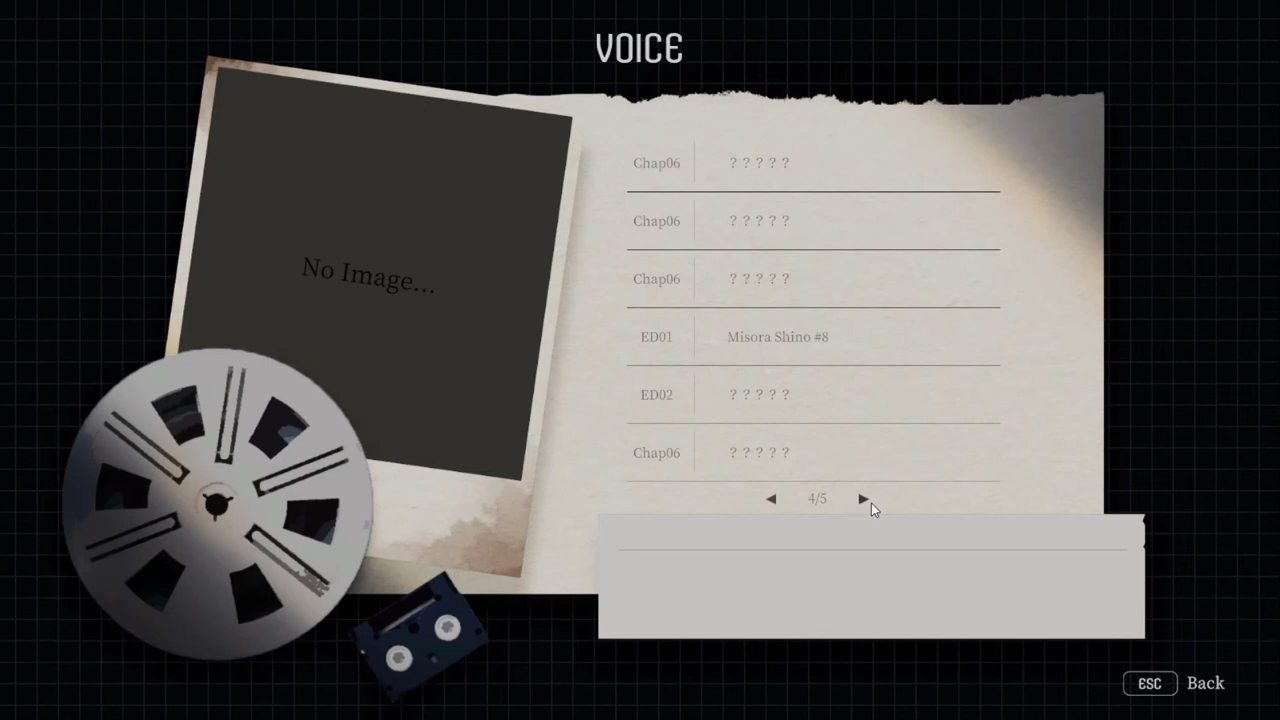 VOICE
No Image...
Chap06 ? ? ? ? ?
Chap06 ? ? ? ? ?
Chap06 ? ? ? ? ?
ED01 Misora Shino #8
ED02 ? ? ? ? ?
Chap06 ? ? ? ? ?
◀ 4/5 ▶
ESC Back